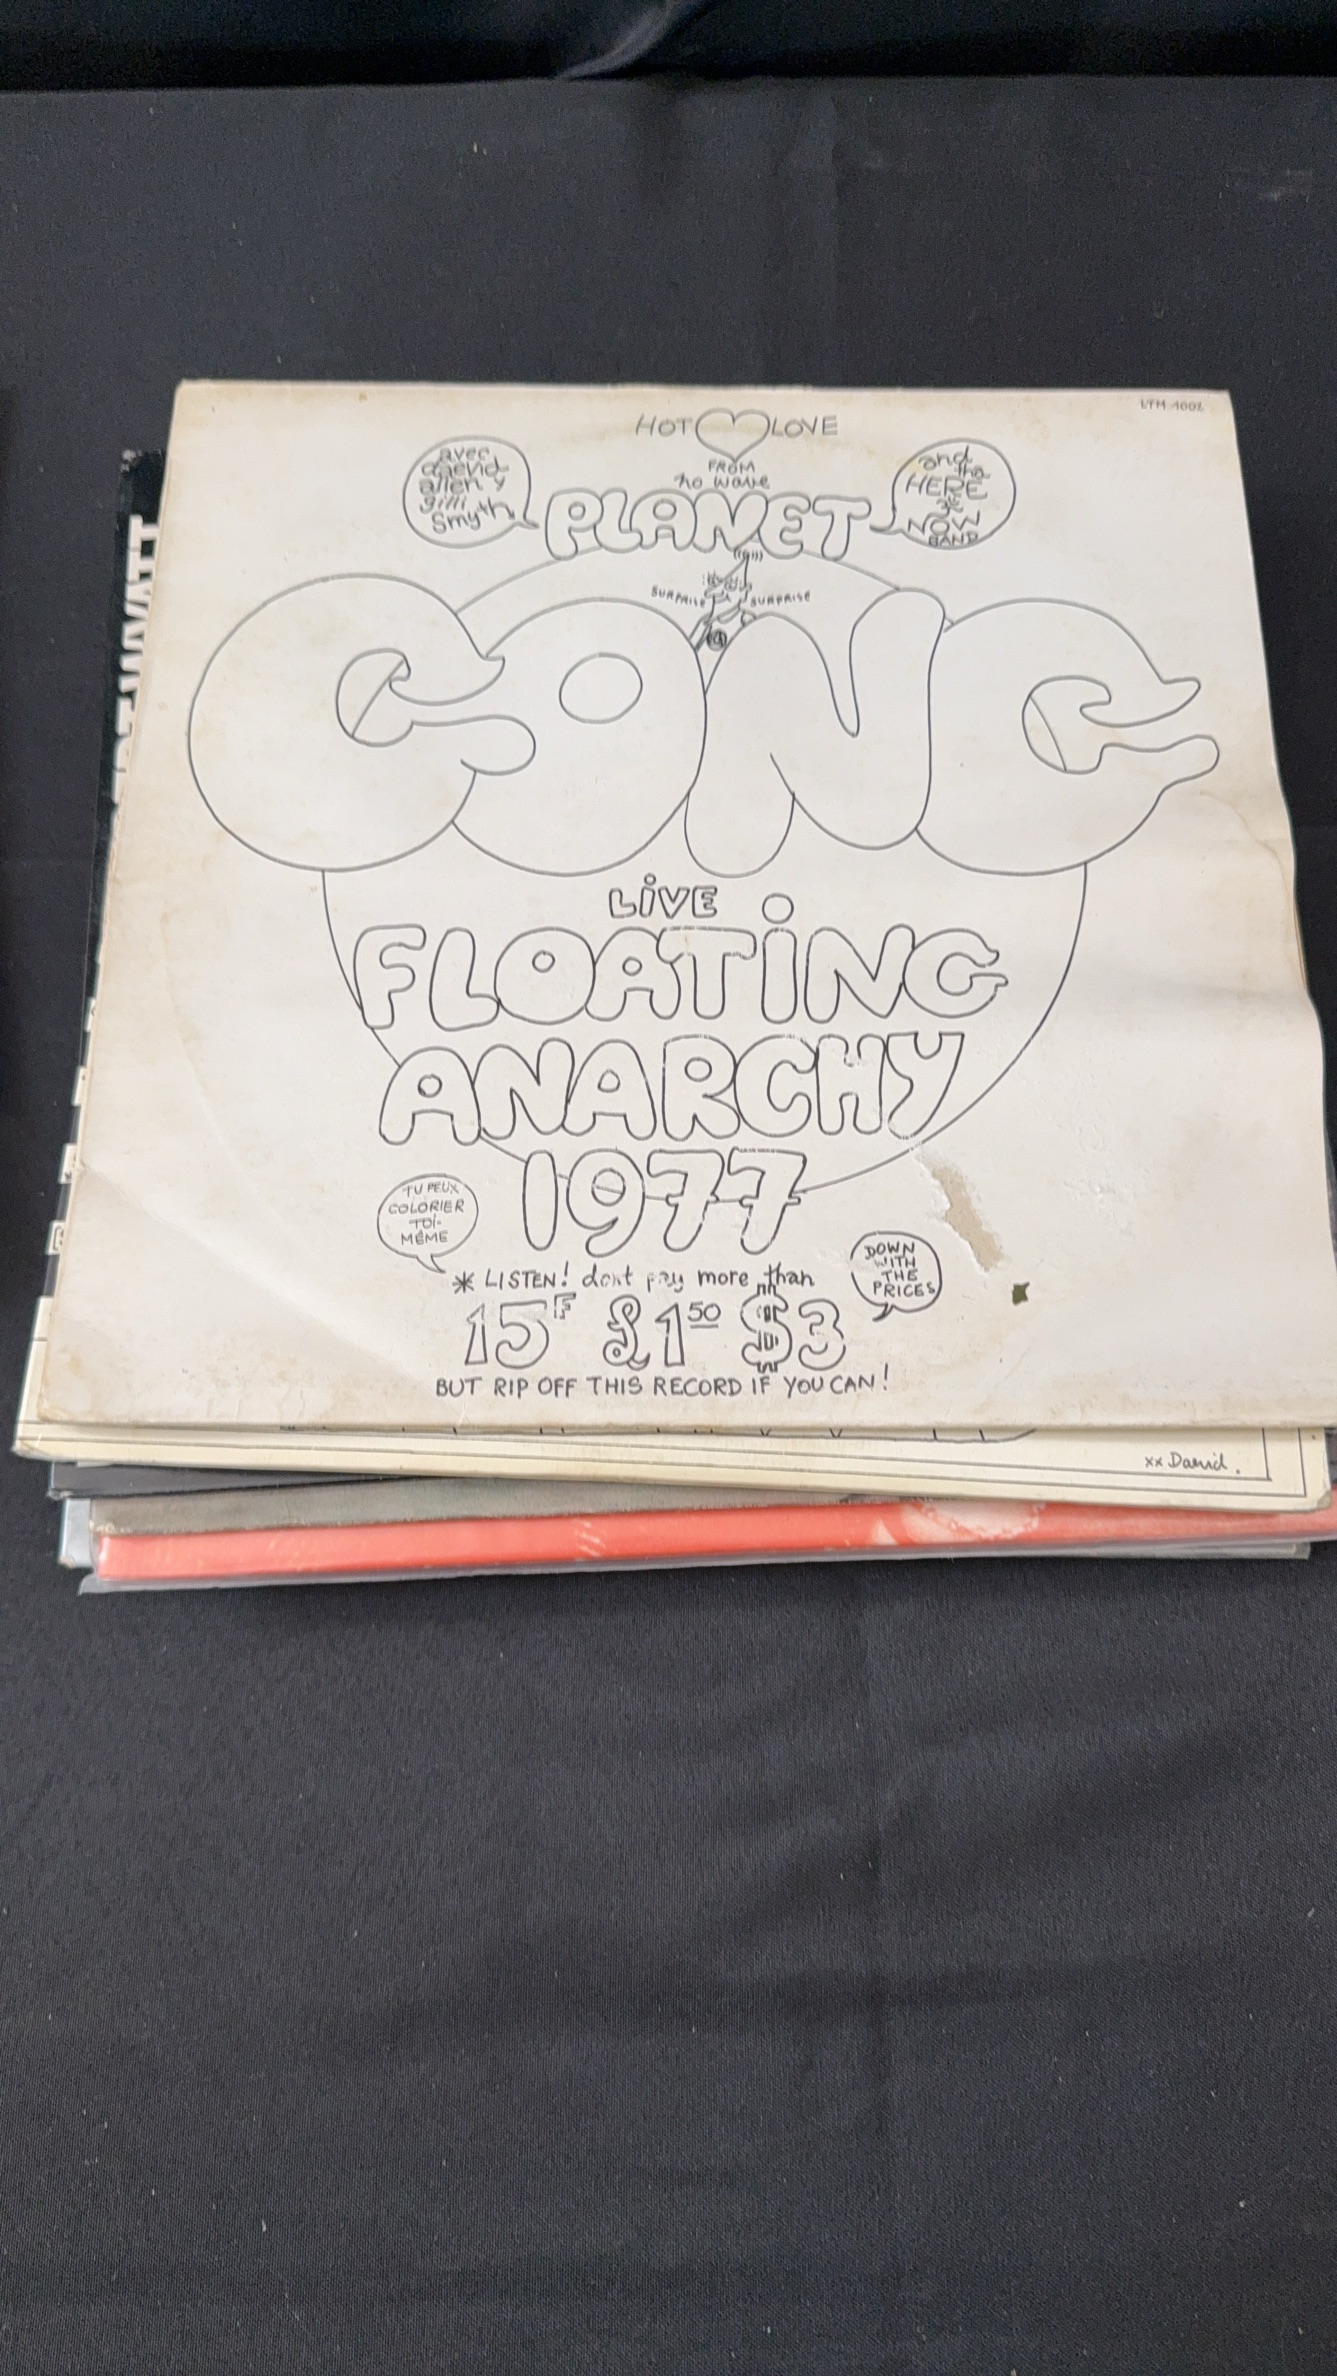 LTM.1002
HOT LOVE
FROM
no wave
PLANET
avec
daevid
allen y
gilli
Smyth
and
the
HERE
&
NOW
BAND
SURPRISE SURPRISE
GONG
LiVE
FLOATiNG
ANARCHY
1977
TU PEUX
COLORIER
TOI-
MÊME
DOWN
WITH
THE
PRICES
* LISTEN! dont pay more than
15F £1.50 $3
BUT RIP OFF THIS RECORD IF YOU CAN!
xx David.